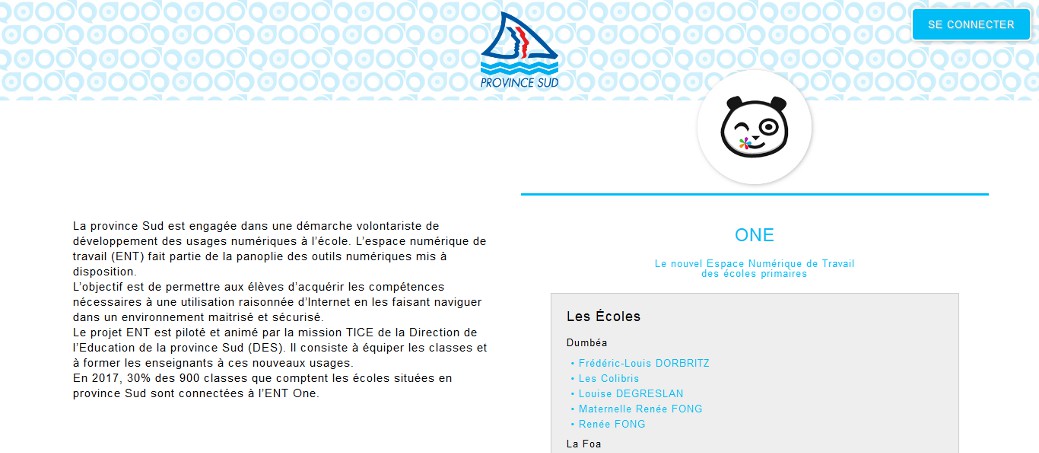 SE CONNECTER
PROVINCE SUD
La province Sud est engagée dans une démarche volontariste de
développement des usages numériques à l'école. L'espace numérique de
travail (ENT) fait partie de la panoplie des outils numériques mis à
disposition.
L'objectif est de permettre aux élèves d'acquérir les compétences
nécessaires à une utilisation raisonnée d'Internet en les faisant naviguer
dans un environnement maitrisé et sécurisé.
Le projet ENT est piloté et animé par la mission TICE de la Direction de
l'Education de la province Sud (DES). Il consiste à équiper les classes et
à former les enseignants à ces nouveaux usages.
En 2017, 30% des 900 classes que comptent les écoles situées en
province Sud sont connectées à l'ENT One.
ONE
Le nouvel Espace Numérique de Travail
des écoles primaires
Les Écoles
Dumbéa
• Frédéric-Louis DORBRITZ
• Les Colibris
• Louise DEGRESLAN
• Maternelle Renée FONG
• Renée FONG
La Foa